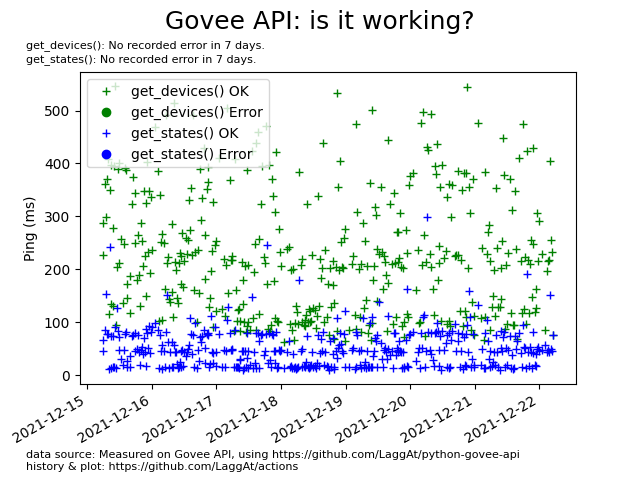 Govee API: is it working?
get_devices(): No recorded error in 7 days.
get_states(): No recorded error in 7 days.
get_devices() OK
get_devices() Error
get_states() OK
get_states() Error
Ping (ms)
500
400
300
200
100
0
2021-12-15
2021-12-16
2021-12-17
2021-12-18
2021-12-19
2021-12-20
2021-12-21
2021-12-22
data source: Measured on Govee API, using https://github.com/LaggAt/python-govee-api
history & plot: https://github.com/LaggAt/actions